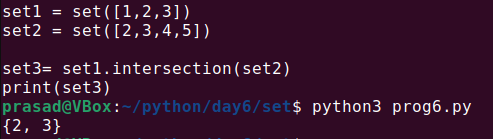 set1 = set([1,2,3])
set2 = set([2,3,4,5])
set3= set1.intersection(set2)
print(set3)
prasad@VBox:~/python/day6/set$ python3 prog6.py
{2, 3}